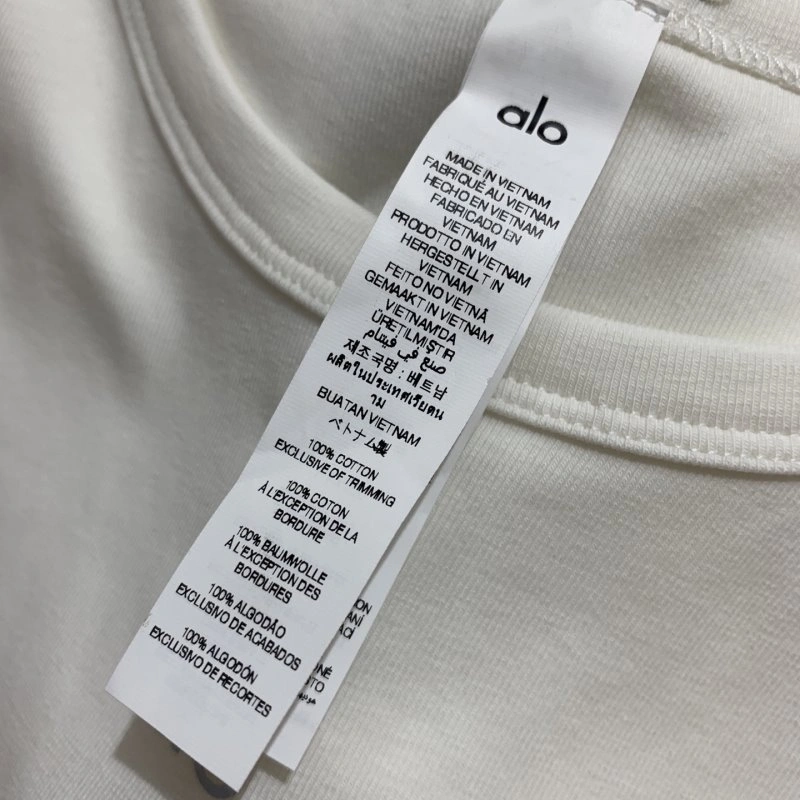 alo
MADE IN VIETNAM
FABRIQUÉ AU VIETNAM
HECHO EN VIETNAM
FABRICADO EN
VIETNAM
PRODOTTO IN VIETNAM
HERGESTELLT IN
VIETNAM
FEITO NO VIETNÃ
GEMAAKT IN VIETNAM
VIETNAM'DA
ÜRETILMIŞTIR
صنع في فيتنام
제조국명 : 베트남
ผลิตในประเทศเวียดน
าม
BUATAN VIETNAM
ベトナム製
100% COTTON
EXCLUSIVE OF TRIMMING
100% COTON
À L'EXCEPTION DE LA
BORDURE
100% BAUMWOLLE
À L'EXCEPTION DES
BORDURES
100% ALGODÃO
EXCLUSIVO DE ACABADOS
100% ALGODÓN
EXCLUSIVO DE RECORTES